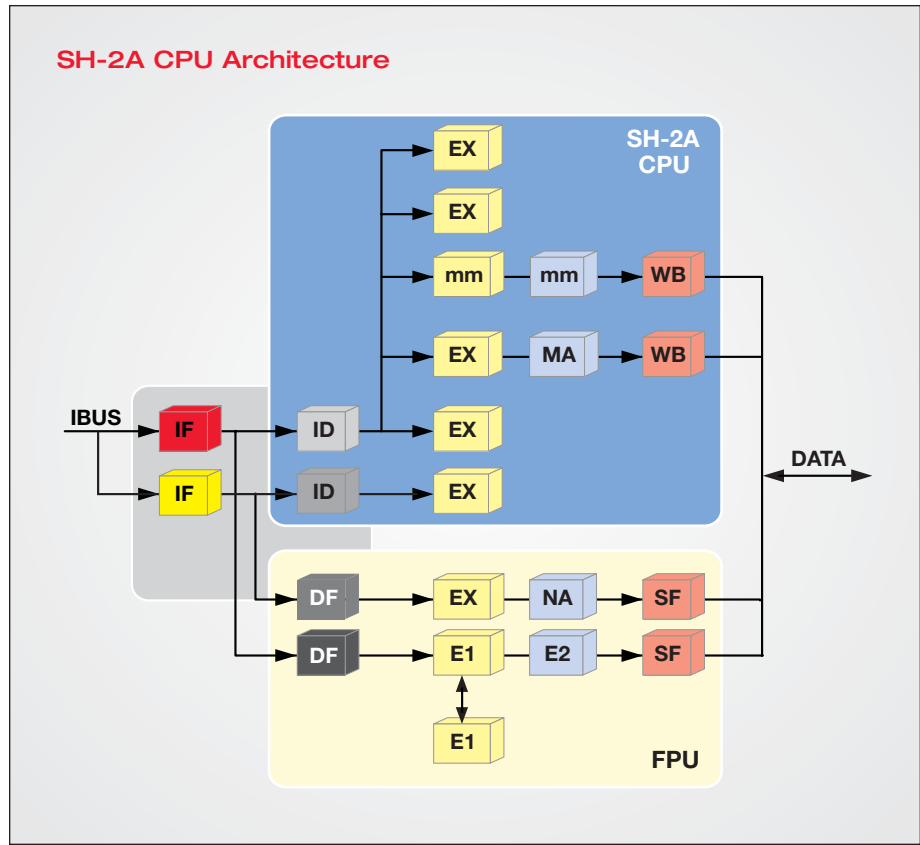 SH-2A CPU Architecture
SH-2A
CPU
EX
EX
mm mm WB
EX MA WB
IBUS
IF ID EX
DATA
IF ID EX
DF EX NA SF
DF E1 E2 SF
E1
FPU